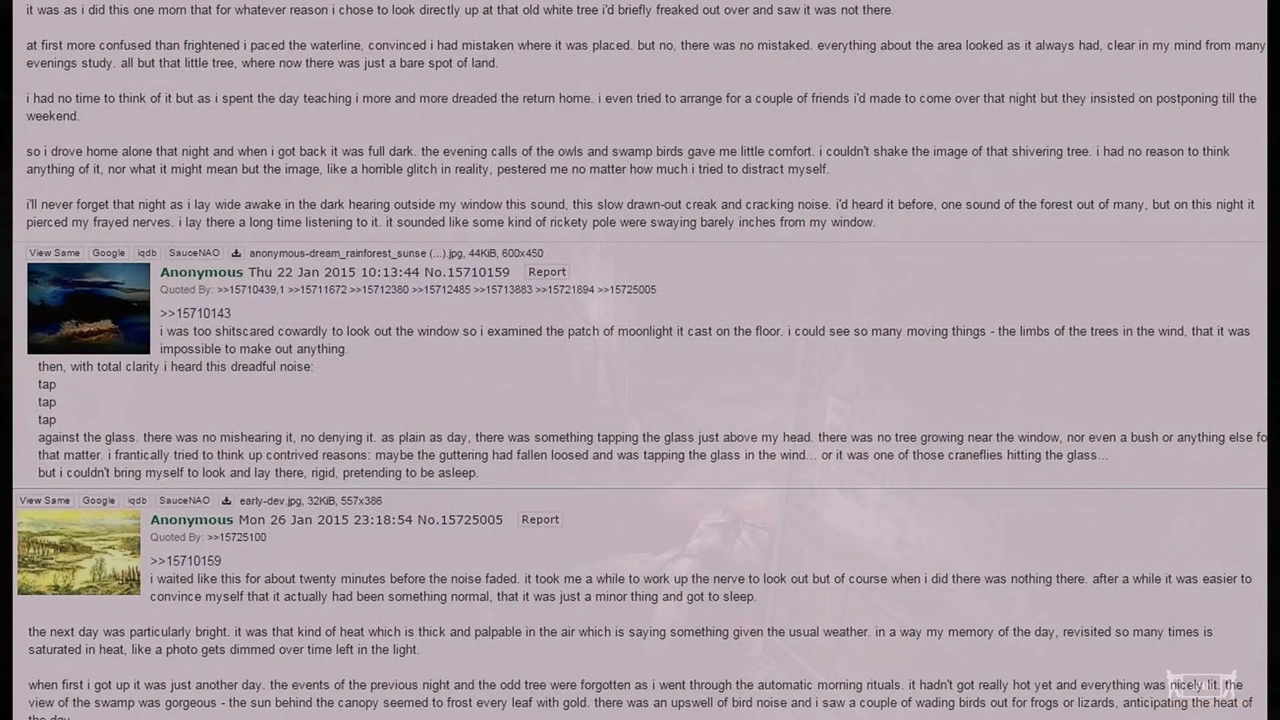 it was as i did this one morn that for whatever reason i chose to look directly up at that old white tree i'd briefly freaked out over and saw it was not there.
at first more confused than frightened i paced the waterline, convinced i had mistaken where it was placed. but no, there was no mistaked. everything about the area looked as it always had, clear in my mind from many
evenings study. all but that little tree, where now there was just a bare spot of land.
i had no time to think of it but as i spent the day teaching i more and more dreaded the return home. i even tried to arrange for a couple of friends i'd made to come over that night but they insisted on postponing till the
weekend.
so i drove home alone that night and when i got back it was full dark. the evening calls of the owls and swamp birds gave me little comfort. i couldn't shake the image of that shivering tree. i had no reason to think
anything of it, nor what it might mean but the image, like a horrible glitch in reality, pestered me no matter how much i tried to distract myself.
i'll never forget that night as i lay wide awake in the dark hearing outside my window this sound, this slow drawn-out creak and cracking noise. i'd heard it before, one sound of the forest out of many, but on this night it
pierced my frayed nerves. i lay there a long time listening to it. it sounded like some kind of rickety pole were swaying barely inches from my window.
View Same Google iqdb SauceNAO anonymous-dream_rainforest_sunse (...).jpg, 44KiB, 600x450
Anonymous Thu 22 Jan 2015 10:13:44 No.15710159 Report
Quoted By: >>15710439,1 >>15711672 >>15712380 >>15712485 >>15713883 >>15721894 >>15725005
>>15710143
i was too shitscared cowardly to look out the window so i examined the patch of moonlight it cast on the floor. i could see so many moving things - the limbs of the trees in the wind, that it was
impossible to make out anything.
then, with total clarity i heard this dreadful noise:
tap
tap
tap
against the glass. there was no mishearing it, no denying it. as plain as day, there was something tapping the glass just above my head. there was no tree growing near the window, nor even a bush or anything else fo
that matter. i frantically tried to think up contrived reasons: maybe the guttering had fallen loosed and was tapping the glass in the wind... or it was one of those craneflies hitting the glass...
but i couldn't bring myself to look and lay there, rigid, pretending to be asleep.
View Same Google iqdb SauceNAO early-dev.jpg, 32KiB, 557x386
Anonymous Mon 26 Jan 2015 23:18:54 No.15725005 Report
Quoted By: >>15725100
>>15710159
i waited like this for about twenty minutes before the noise faded. it took me a while to work up the nerve to look out but of course when i did there was nothing there. after a while it was easier to
convince myself that it actually had been something normal, that it was just a minor thing and got to sleep.
the next day was particularly bright. it was that kind of heat which is thick and palpable in the air which is saying something given the usual weather. in a way my memory of the day, revisited so many times is
saturated in heat, like a photo gets dimmed over time left in the light.
when first i got up it was just another day. the events of the previous night and the odd tree were forgotten as i went through the automatic morning rituals. it hadn't got really hot yet and everything was nicely lit. the
view of the swamp was gorgeous - the sun behind the canopy seemed to frost every leaf with gold. there was an upswell of bird noise and i saw a couple of wading birds out for frogs or lizards, anticipating the heat of
the day.